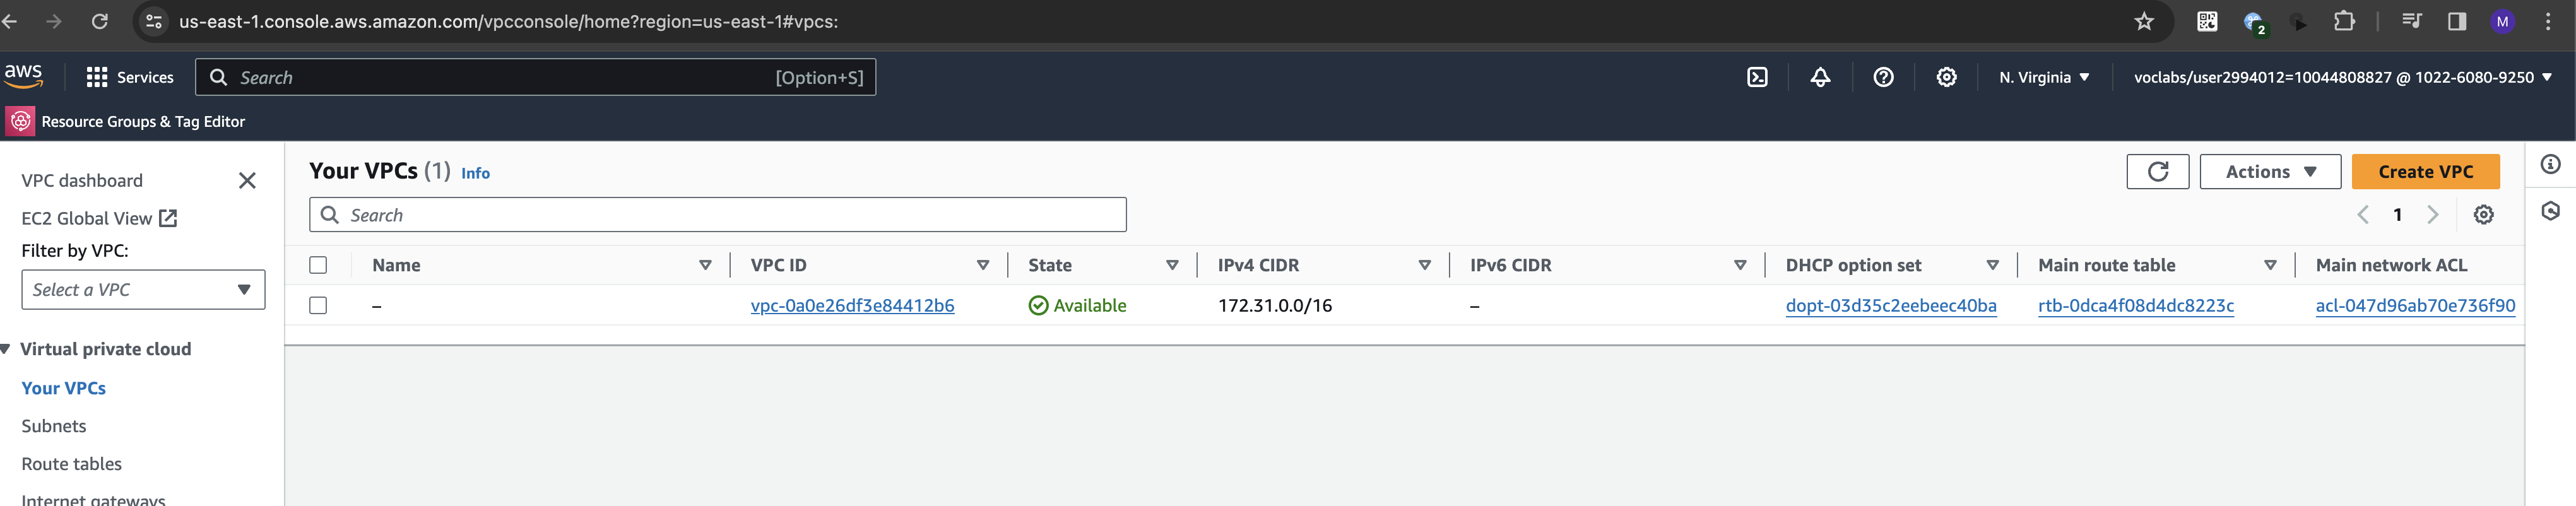 us-east-1.console.aws.amazon.com/vpcconsole/home?region=us-east-1#vpcs:
2
M
aws
Services
Search
[Option+S]
N. Virginia
voclabs/user2994012=10044808827 @ 1022-6080-9250
Resource Groups & Tag Editor
VPC dashboard
EC2 Global View
Filter by VPC:
Select a VPC
Virtual private cloud
Your VPCs
Subnets
Route tables
Internet gateways
Your VPCs (1) Info
Actions
Create VPC
Search
1
Name VPC ID State IPv4 CIDR IPv6 CIDR DHCP option set Main route table Main network ACL
– vpc-0a0e26df3e84412b6 Available 172.31.0.0/16 – dopt-03d35c2eebeec40ba rtb-0dca4f08d4dc8223c acl-047d96ab70e736f90